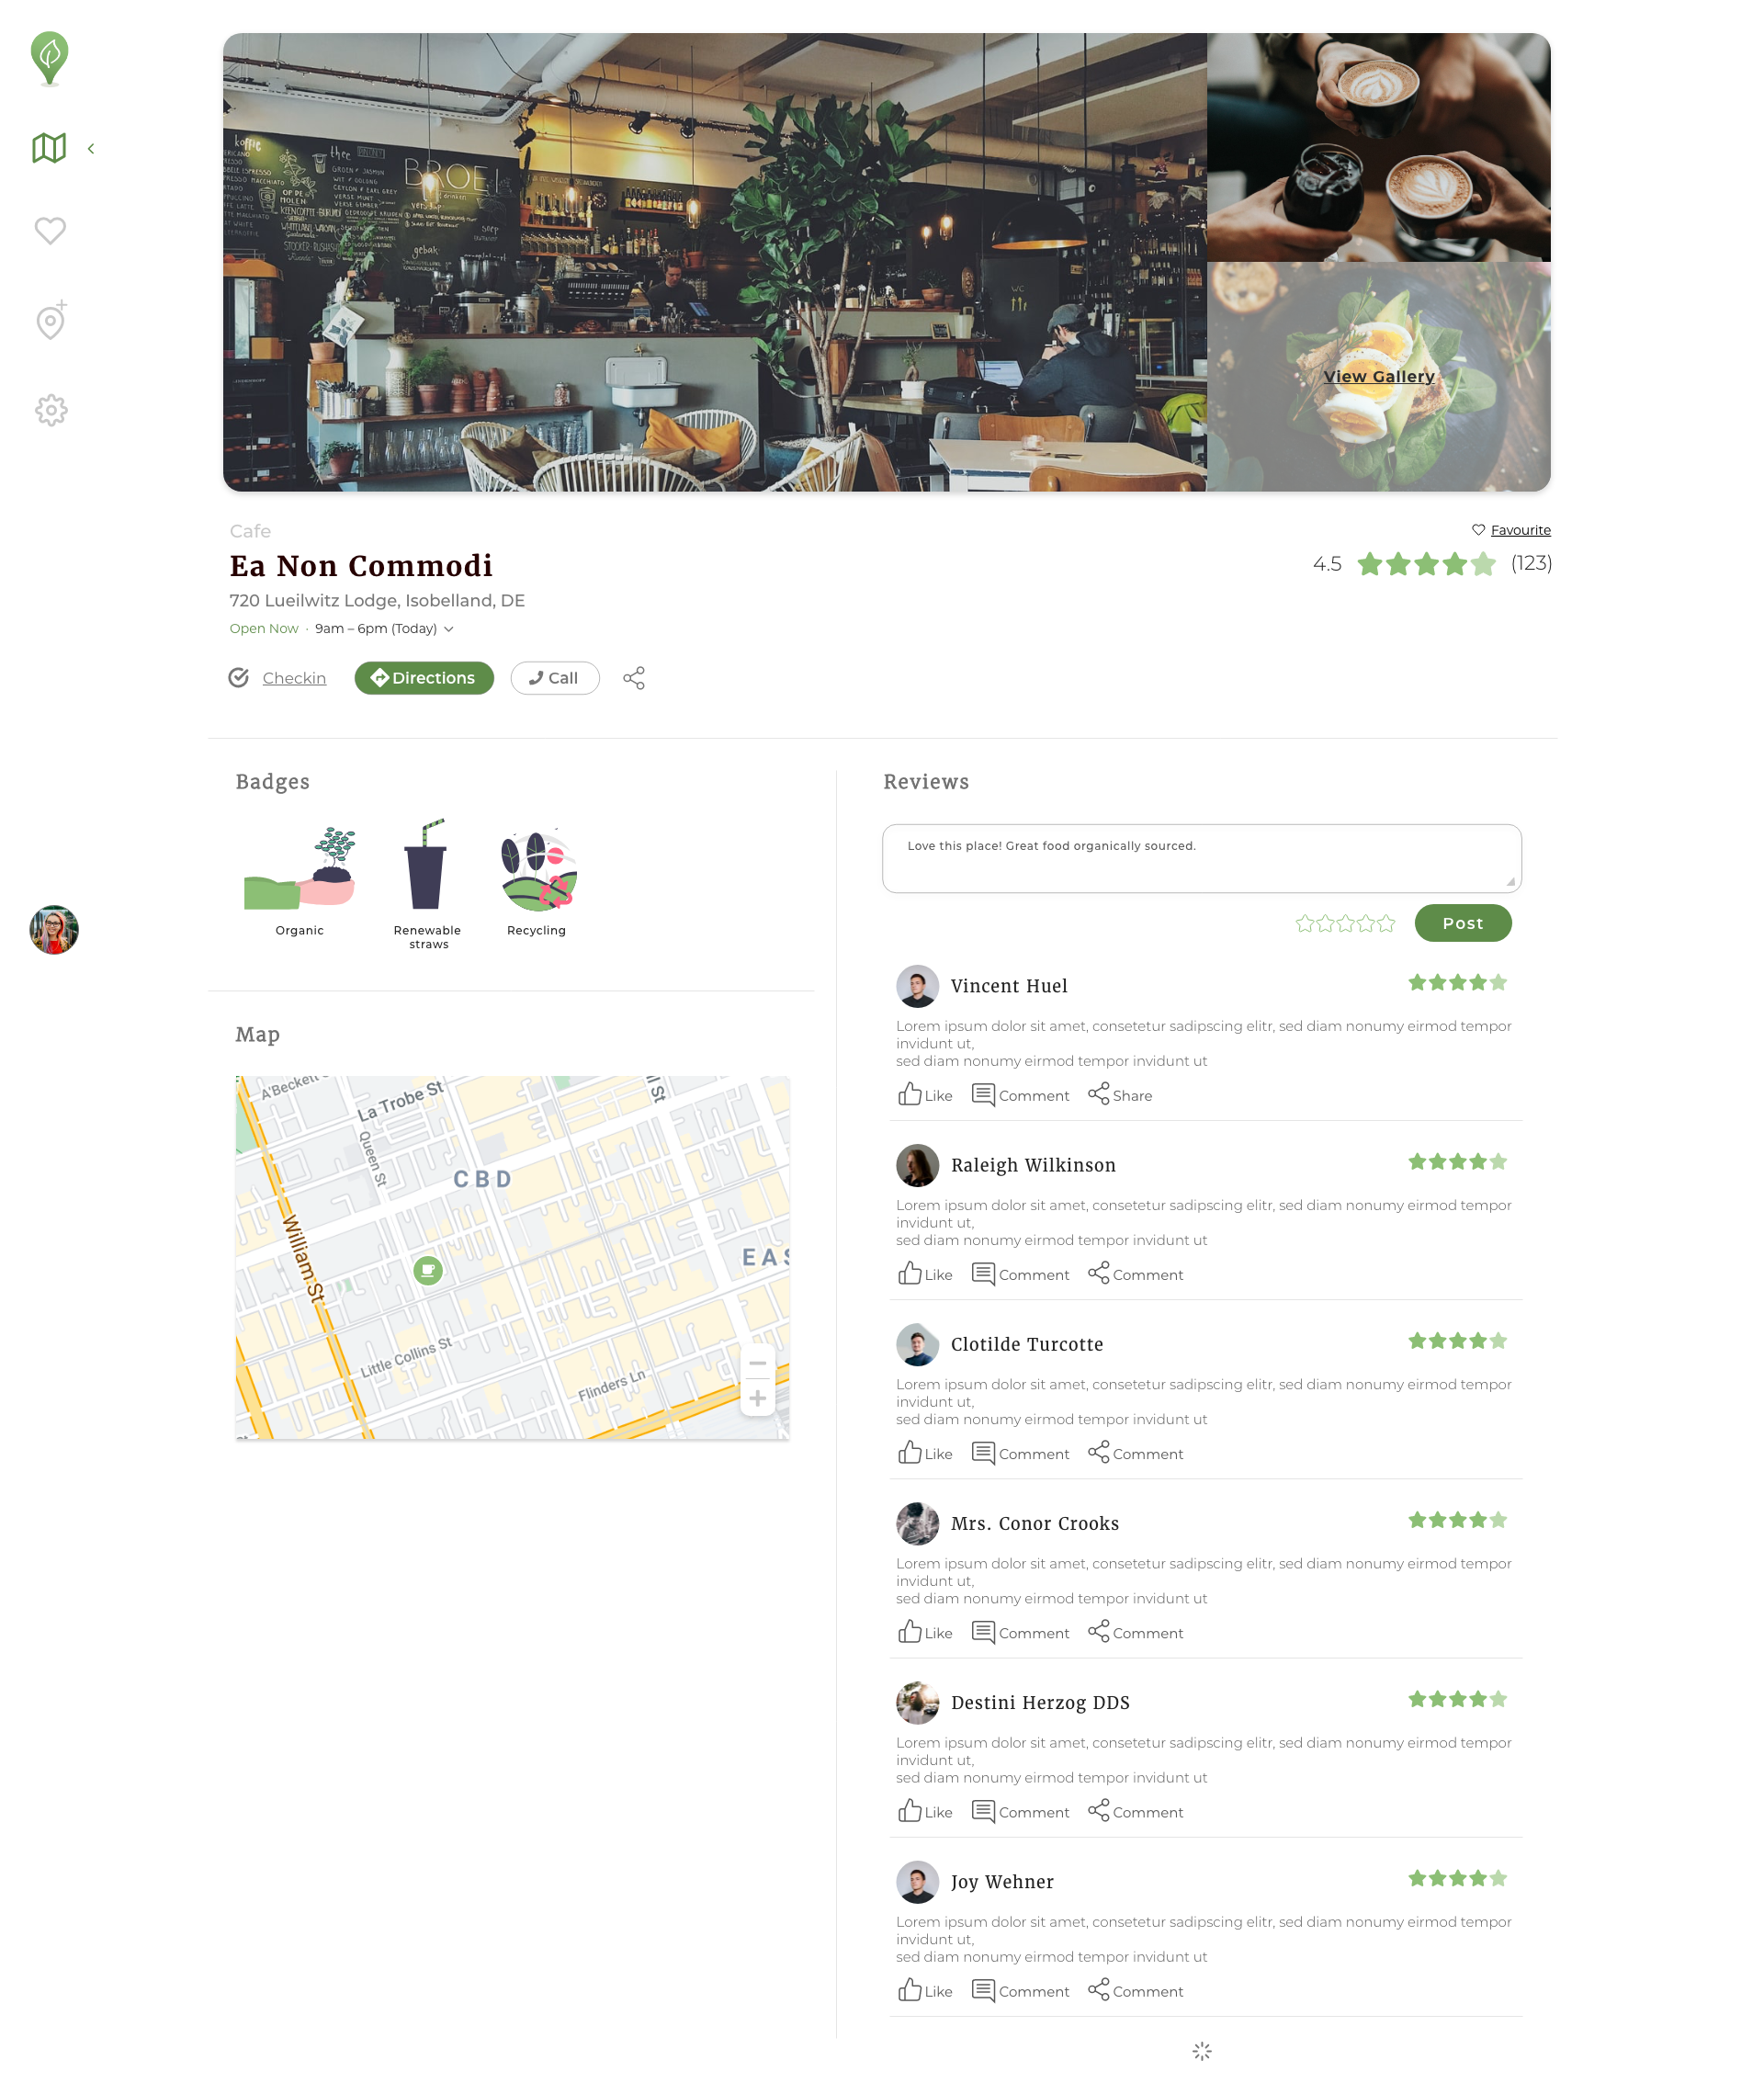 koffie
thee
BROE
OP DE
MOLEN
gebak
WC
View Gallery
Cafe
Favourite
Ea Non Commodi
4.5
(123)
720 Lueilwitz Lodge, Isobelland, DE
Open Now · 9am – 6pm (Today)
Checkin
Directions
Call
Badges
Organic
Renewable
straws
Recycling
Map
A'Beckett
La Trobe St
Queen St
CBD
William St
EAS
Little Collins St
Flinders Ln
Reviews
Love this place! Great food organically sourced.
Post
Vincent Huel
Lorem ipsum dolor sit amet, consetetur sadipscing elitr, sed diam nonumy eirmod tempor
invidunt ut,
sed diam nonumy eirmod tempor invidunt ut
Like Comment Share
Raleigh Wilkinson
Lorem ipsum dolor sit amet, consetetur sadipscing elitr, sed diam nonumy eirmod tempor
invidunt ut,
sed diam nonumy eirmod tempor invidunt ut
Like Comment Comment
Clotilde Turcotte
Lorem ipsum dolor sit amet, consetetur sadipscing elitr, sed diam nonumy eirmod tempor
invidunt ut,
sed diam nonumy eirmod tempor invidunt ut
Like Comment Comment
Mrs. Conor Crooks
Lorem ipsum dolor sit amet, consetetur sadipscing elitr, sed diam nonumy eirmod tempor
invidunt ut,
sed diam nonumy eirmod tempor invidunt ut
Like Comment Comment
Destini Herzog DDS
Lorem ipsum dolor sit amet, consetetur sadipscing elitr, sed diam nonumy eirmod tempor
invidunt ut,
sed diam nonumy eirmod tempor invidunt ut
Like Comment Comment
Joy Wehner
Lorem ipsum dolor sit amet, consetetur sadipscing elitr, sed diam nonumy eirmod tempor
invidunt ut,
sed diam nonumy eirmod tempor invidunt ut
Like Comment Comment